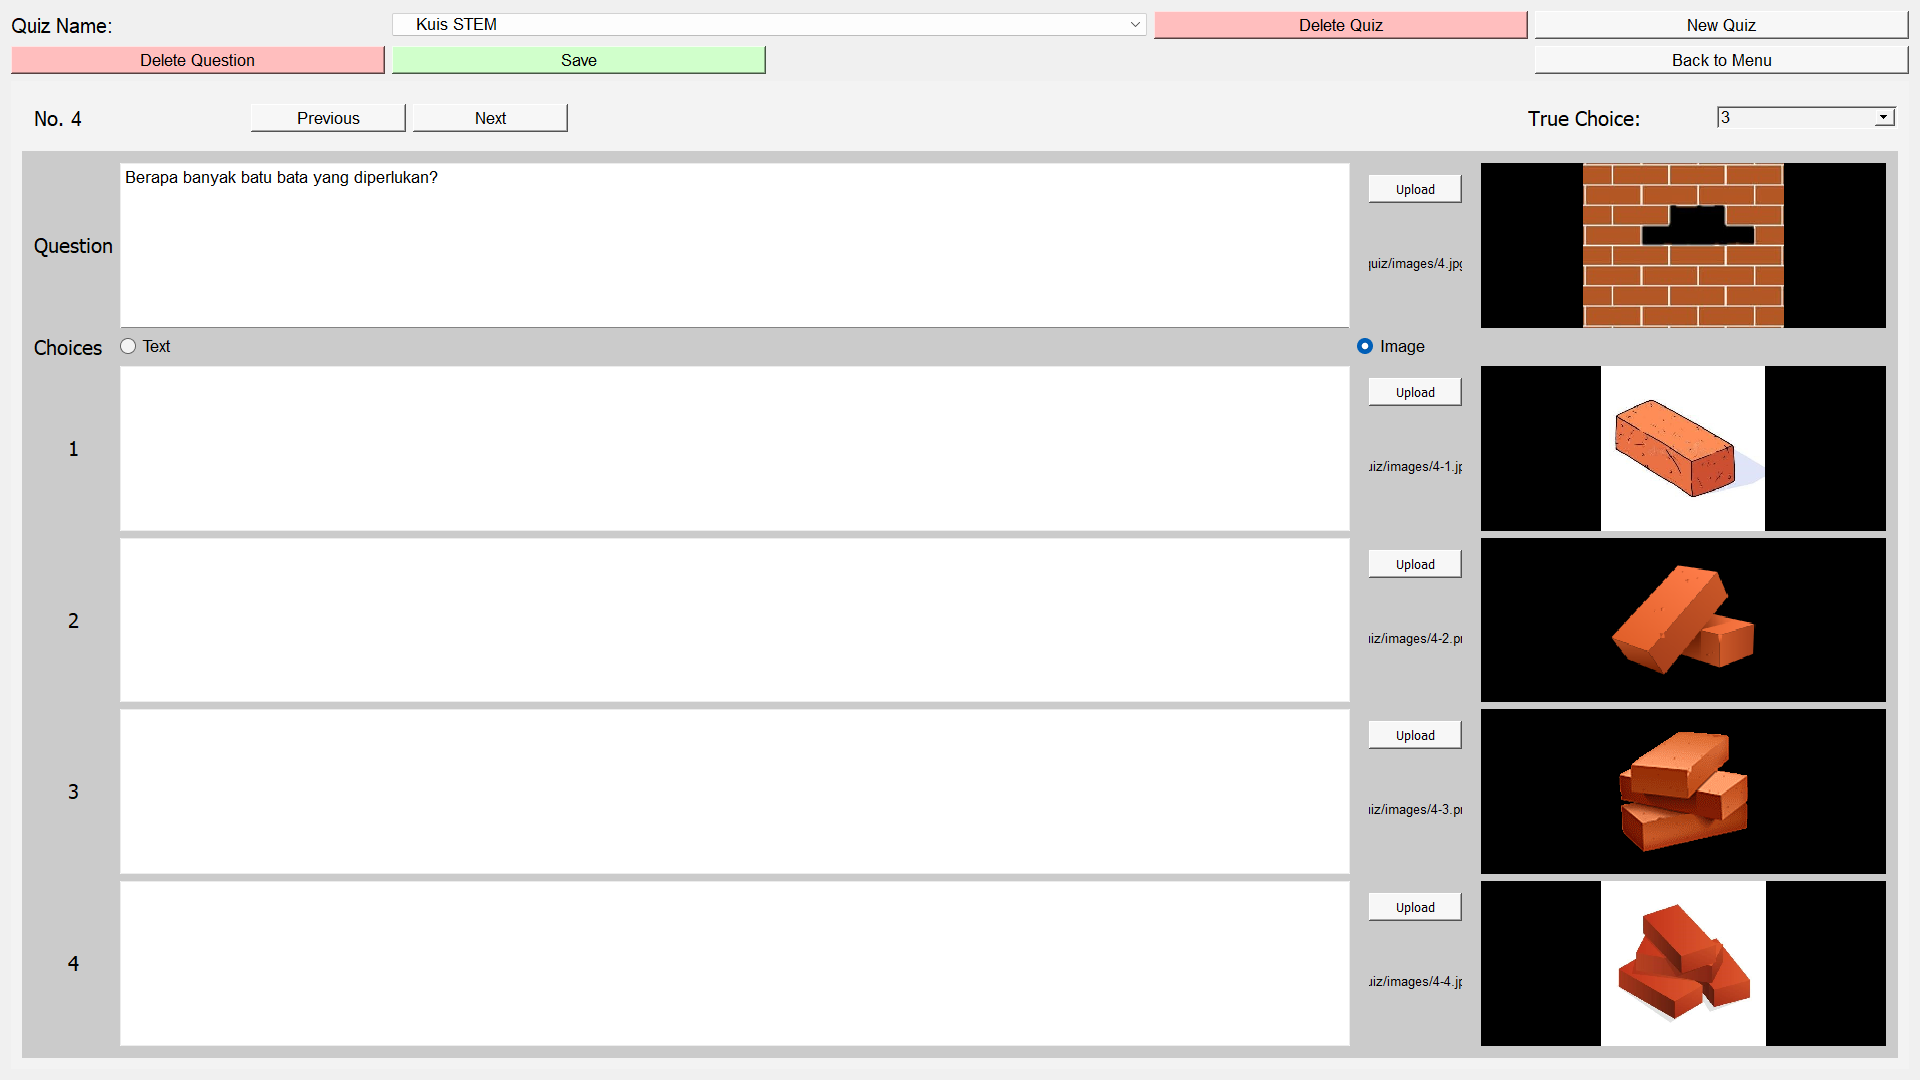 Quiz Name:
Kuis STEM
Delete Quiz
New Quiz
Delete Question
Save
Back to Menu
No. 4
Previous
Next
True Choice:
3
Question
Berapa banyak batu bata yang diperlukan?
Upload
quiz/images/4.jpg
Choices
Text
Image
1
Upload
uiz/images/4-1.jp
2
Upload
uiz/images/4-2.pr
3
Upload
uiz/images/4-3.pr
4
Upload
uiz/images/4-4.jp